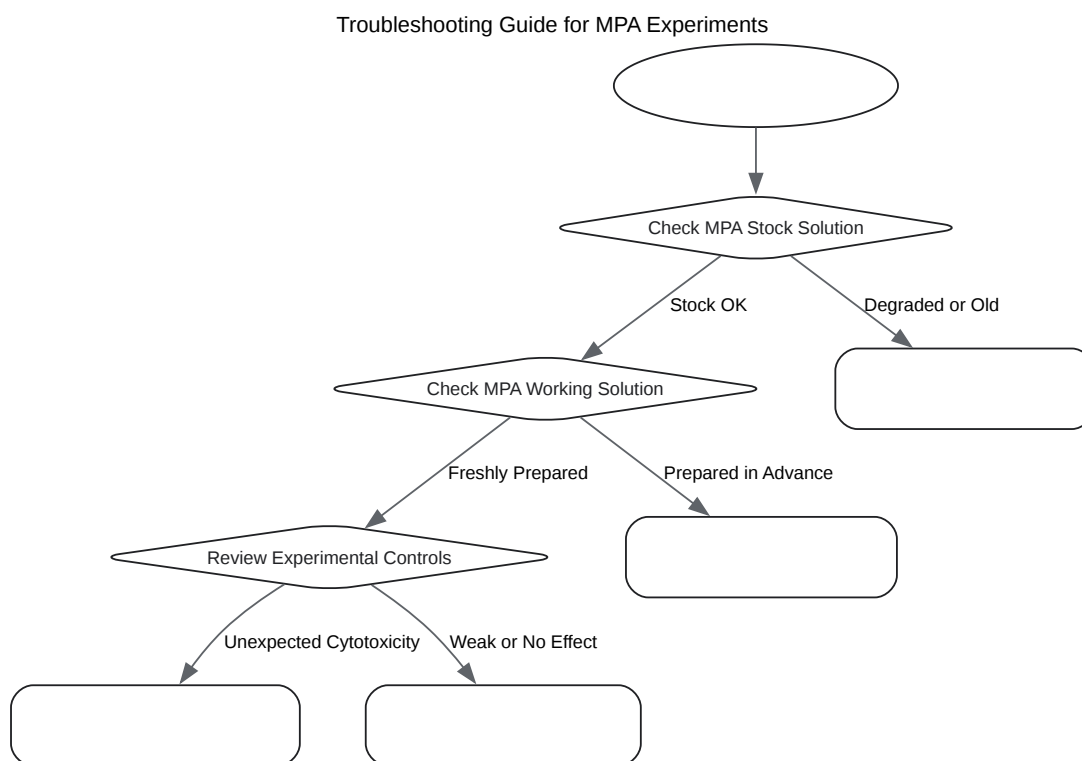 Troubleshooting Guide for MPA Experiments
Check MPA Stock Solution
Stock OK
Degraded or Old
Check MPA Working Solution
Freshly Prepared
Prepared in Advance
Review Experimental Controls
Unexpected Cytotoxicity
Weak or No Effect